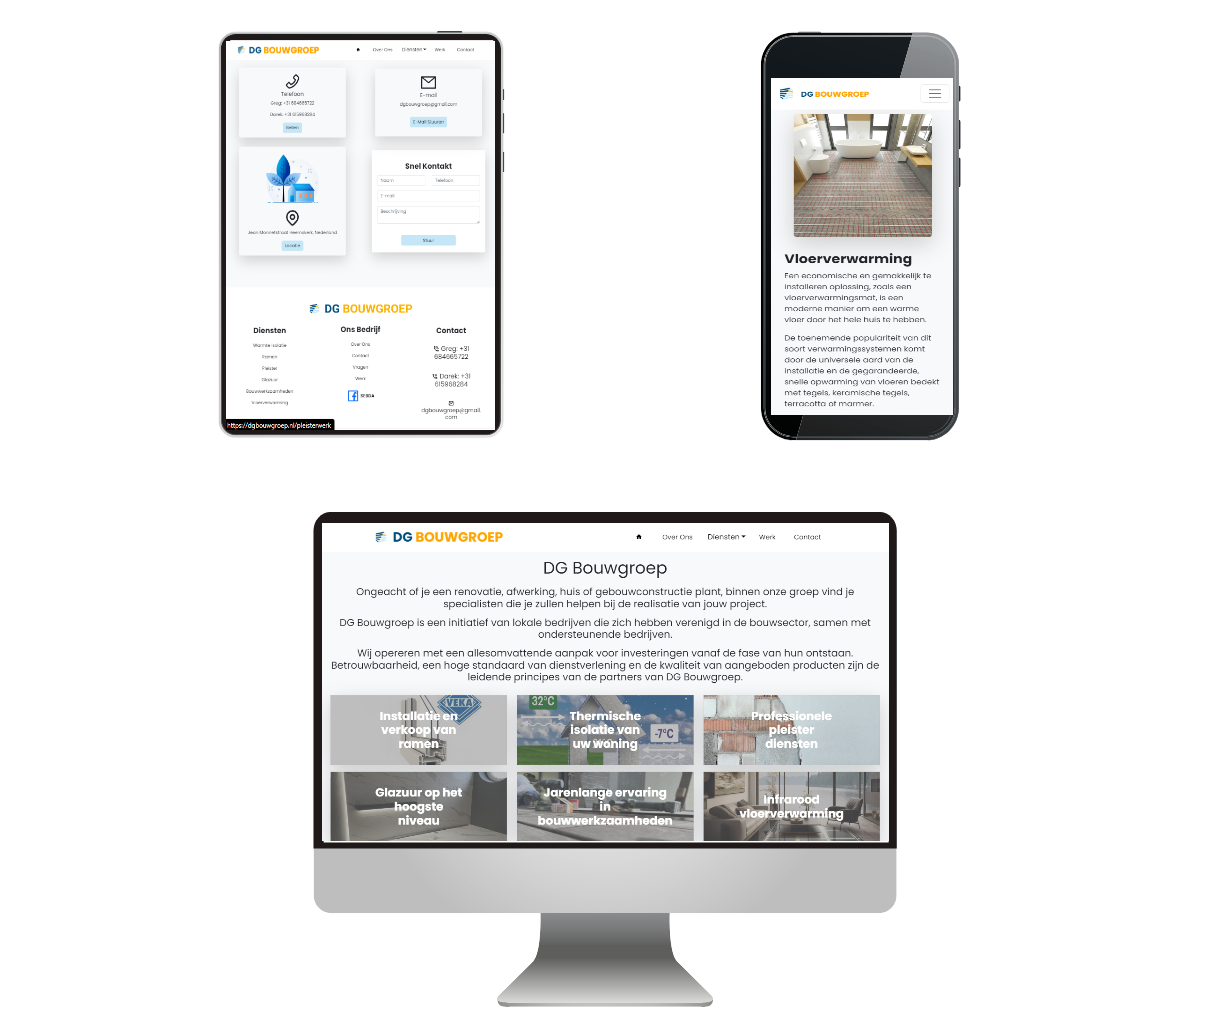 DG BOUWGROEP
Over Ons Diensten Werk Contact
Telefoon
Greg: +31 684665722
Darek: +31 615968284
Bellen
E-mail
dgbouwgroep@gmail.com
E-Mail Sturen
Jean Monnetstraat Heemskerk, Nederland
Locatie
Snel Kontakt
Naam Telefoon
E-mail
Beschrijving
Stuur
DG BOUWGROEP
Diensten
Warmte isolatie
Ramen
Pleister
Glazuur
Bouwwerkzaamheden
Vloerverwarming
Ons Bedrijf
Over Ons
Contact
Vragen
Werk
Contact
Greg: +31
684665722
Darek: +31
615968284
dgbouwgroep@gmail.
com
https://dgbouwgroep.nl/pleisterwerk
DG BOUWGROEP
Vloerverwarming
Een economische en gemakkelijk te
installeren oplossing, zoals een
vloerverwarmingsmat, is een
moderne manier om een warme
vloer door het hele huis te hebben.
De toenemende populariteit van dit
soort verwarmingssystemen komt
door de universele aard van de
installatie en de gegarandeerde,
snelle opwarming van vloeren bedekt
met tegels, keramische tegels,
terracotta of marmer.
DG BOUWGROEP
Over Ons Diensten Werk Contact
DG Bouwgroep
Ongeacht of je een renovatie, afwerking, huis of gebouwconstructie plant, binnen onze groep vind je
specialisten die je zullen helpen bij de realisatie van jouw project.
DG Bouwgroep is een initiatief van lokale bedrijven die zich hebben verenigd in de bouwsector, samen met
ondersteunende bedrijven.
Wij opereren met een allesomvattende aanpak voor investeringen vanaf de fase van hun ontstaan.
Betrouwbaarheid, een hoge standaard van dienstverlening en de kwaliteit van aangeboden producten zijn de
leidende principes van de partners van DG Bouwgroep.
VEKA
Installatie en
verkoop van
ramen
32°C
Thermische
isolatie van
uw woning
-7°C
Professionele
pleister
diensten
Glazuur op het
hoogste
niveau
Jarenlange ervaring
in
bouwwerkzaamheden
Infrarood
vloerverwarming